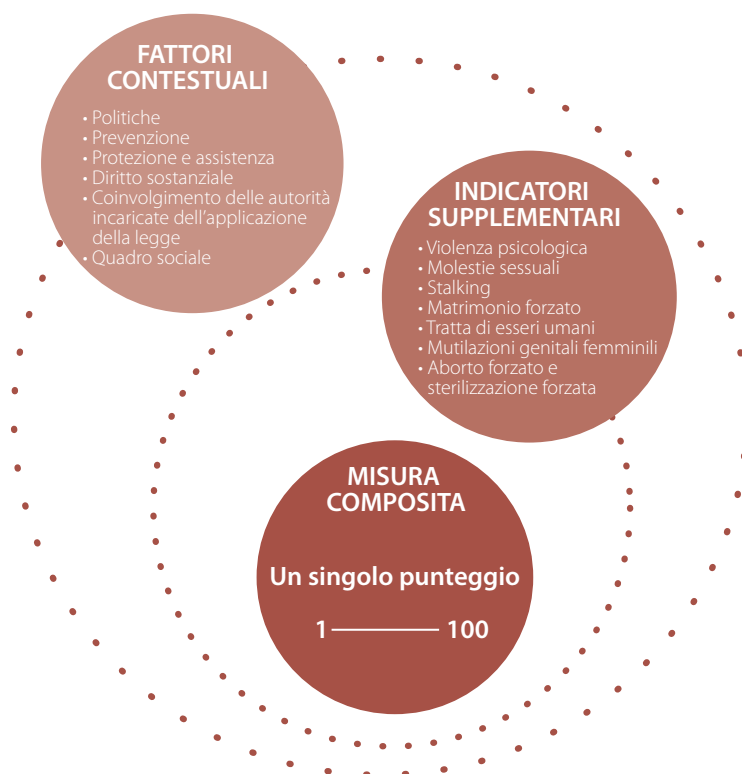 FATTORI
CONTESTUALI
• Politiche
• Prevenzione
• Protezione e assistenza
• Diritto sostanziale
• Coinvolgimento delle autorità
incaricate dell’applicazione
della legge
• Quadro sociale
INDICATORI
SUPPLEMENTARI
• Violenza psicologica
• Molestie sessuali
• Stalking
• Matrimonio forzato
• Tratta di esseri umani
• Mutilazioni genitali femminili
• Aborto forzato e
sterilizzazione forzata
MISURA
COMPOSITA
Un singolo punteggio
1 100